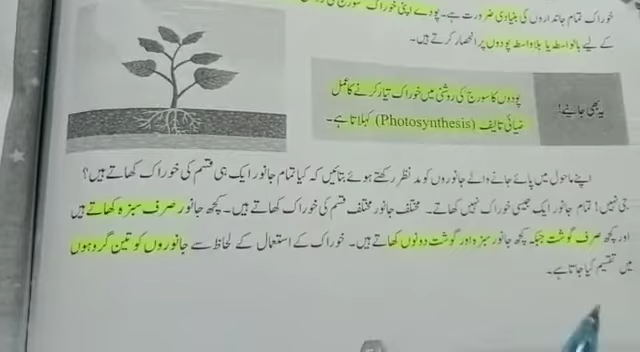 خوراک تمام جانداروں کی بنیادی ضرورت ہے۔ پودے اپنی خوراک سورج کی
کے لیے بالواسطہ یا بلاواسطہ پودوں پر انحصار کرتے ہیں۔
یہ بھی جانیے!
پودوں کا سورج کی روشنی میں خوراک تیار کرنے کا عمل
ضیائی تالیف (Photosynthesis) کہلاتا ہے۔
اپنے ماحول میں پائے جانے والے جانوروں کو مدنظر رکھتے ہوئے بتائیں کہ کیا تمام جانور ایک ہی قسم کی خوراک کھاتے ہیں؟
جی نہیں! تمام جانور ایک جیسی خوراک نہیں کھاتے۔ مختلف جانور مختلف قسم کی خوراک کھاتے ہیں۔ کچھ جانور صرف سبزہ کھاتے ہیں
اور کچھ صرف گوشت جبکہ کچھ جانور سبزہ اور گوشت دونوں کھاتے ہیں۔ خوراک کے استعمال کے لحاظ سے جانوروں کو تین گروہوں
میں تقسیم کیا جاتا ہے۔